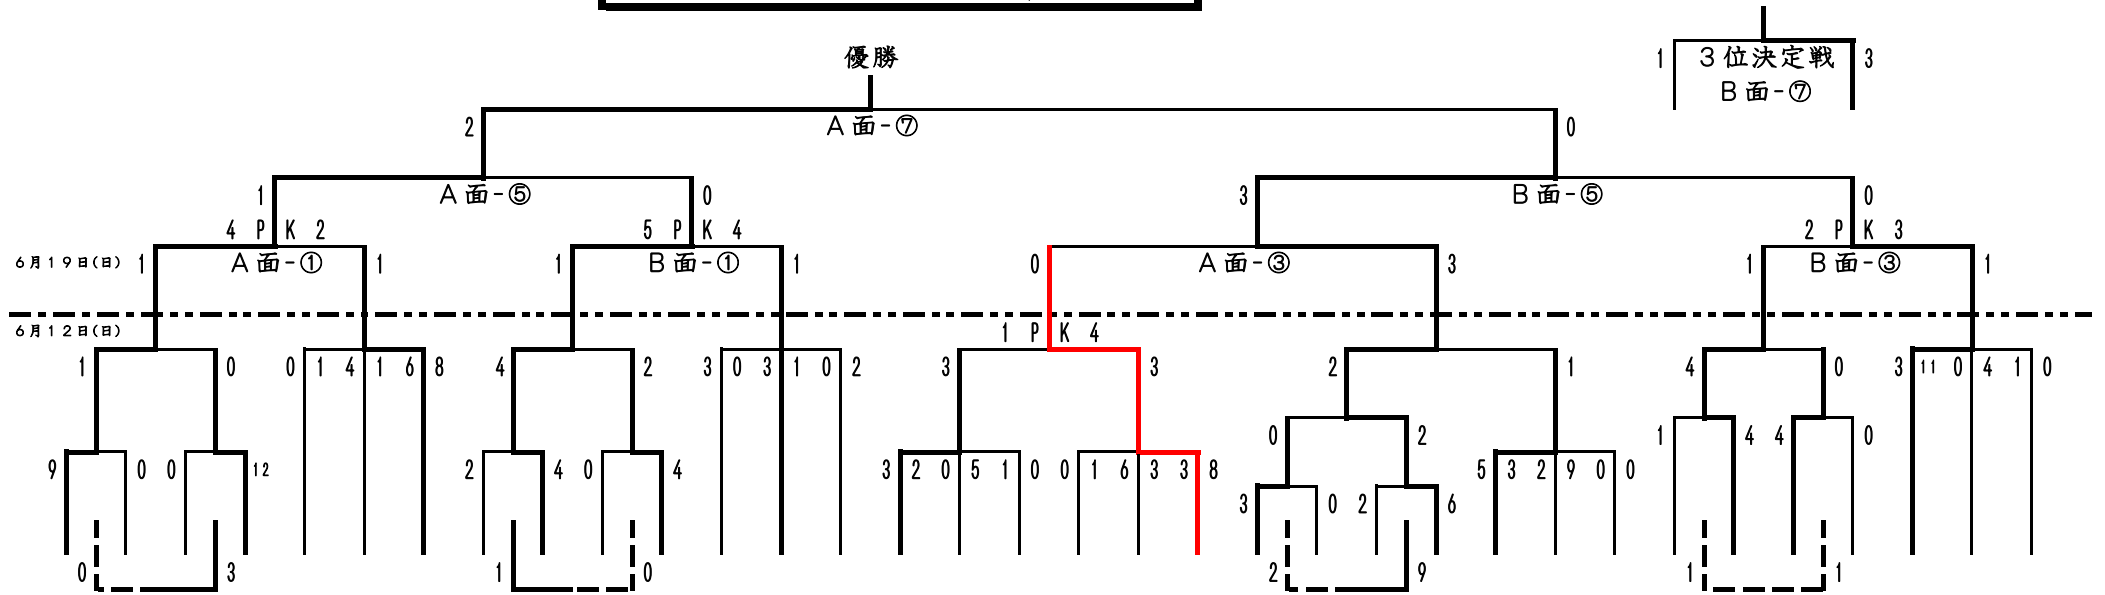 優勝
1 3位決定戦 3
B面-⑦
2 A面-⑦ 0
1 A面-⑤ 0 3 B面-⑤ 0
4 PK 2 5 PK 4 2 PK 3
6月19日(日) 1 A面-① 1 1 B面-① 1 0 A面-③ 3 1 B面-③ 1
6月12日(日) 1 PK 4
1 0 0 1 4 1 6 8 4 2 3 0 3 1 0 2 3 3 2 1 4 0 3 11 0 4 1 0
0 2 1 4 4 0
9 0 0 12 2 4 0 4 3 2 0 5 1 0 0 1 6 3 3 8 5 3 2 9 0 0
3 0 2 6
0 3 1 0 2 9 1 1